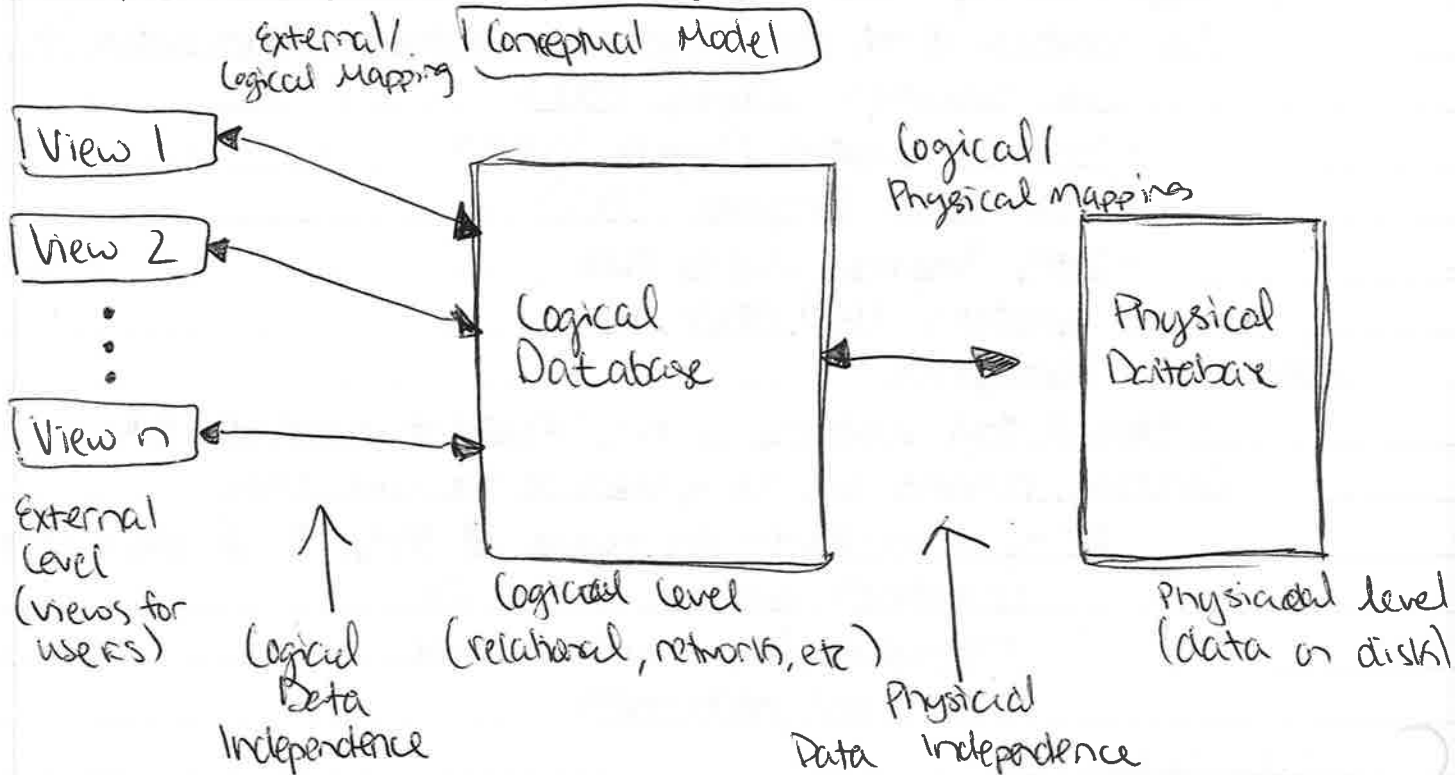 External/
Logical Mapping
Conceptual Model
View 1
View 2
View n
External
Level
(views for
users)
Logical
Data
Independence
Logical
Database
Logical Level
(relational, network, etc)
Logical/
Physical Mapping
Physical
Database
Physical
Data Independence
Physical level
(data on disk)